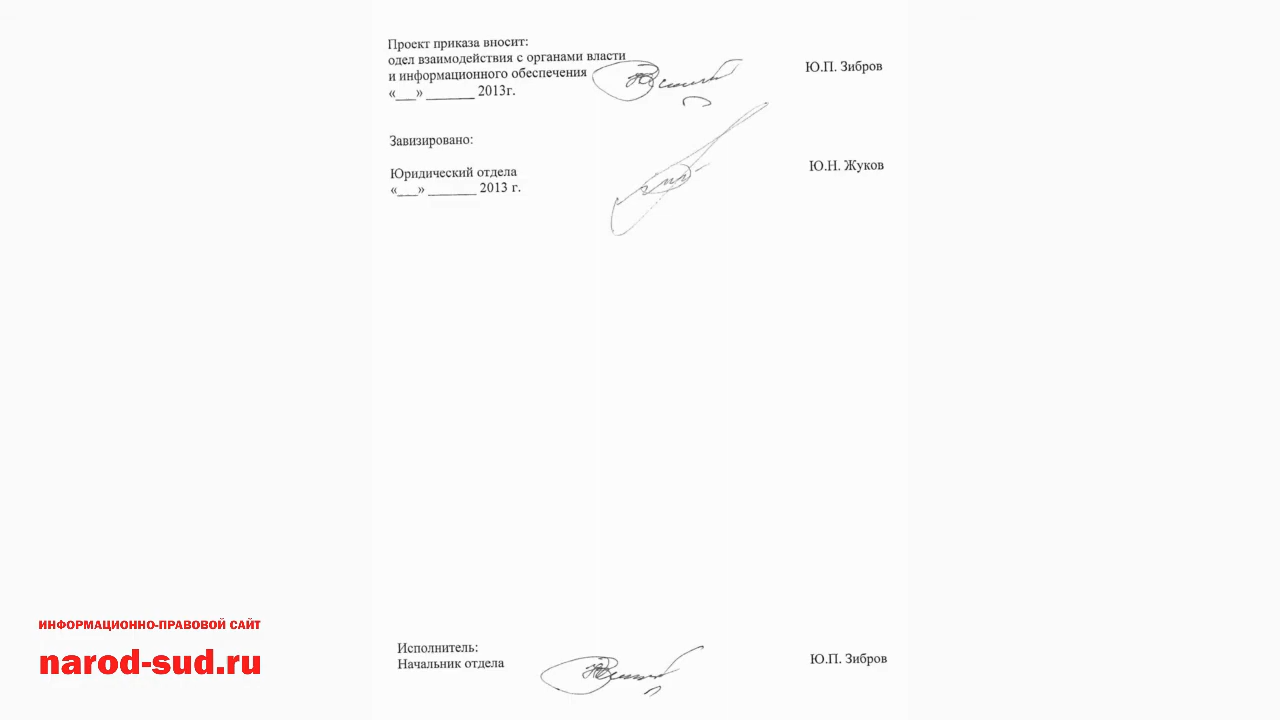 Проект приказа вносит:
одел взаимодействия с органами власти
и информационного обеспечения
«___» _______ 2013г.
Ю.П. Зибров
Завизировано:
Юридический отдела
«___» _______ 2013 г.
Ю.Н. Жуков
ИНФОРМАЦИОННО-ПРАВОВОЙ САЙТ
narod-sud.ru
Исполнитель:
Начальник отдела
Ю.П. Зибров